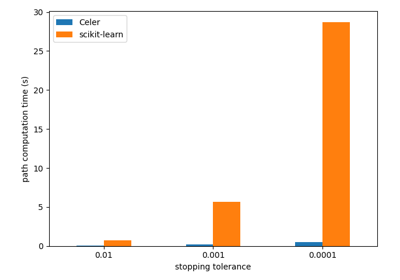 30
25
20
15
10
5
0
path computation time (s)
Celer
scikit-learn
0.01
0.001
0.0001
stopping tolerance